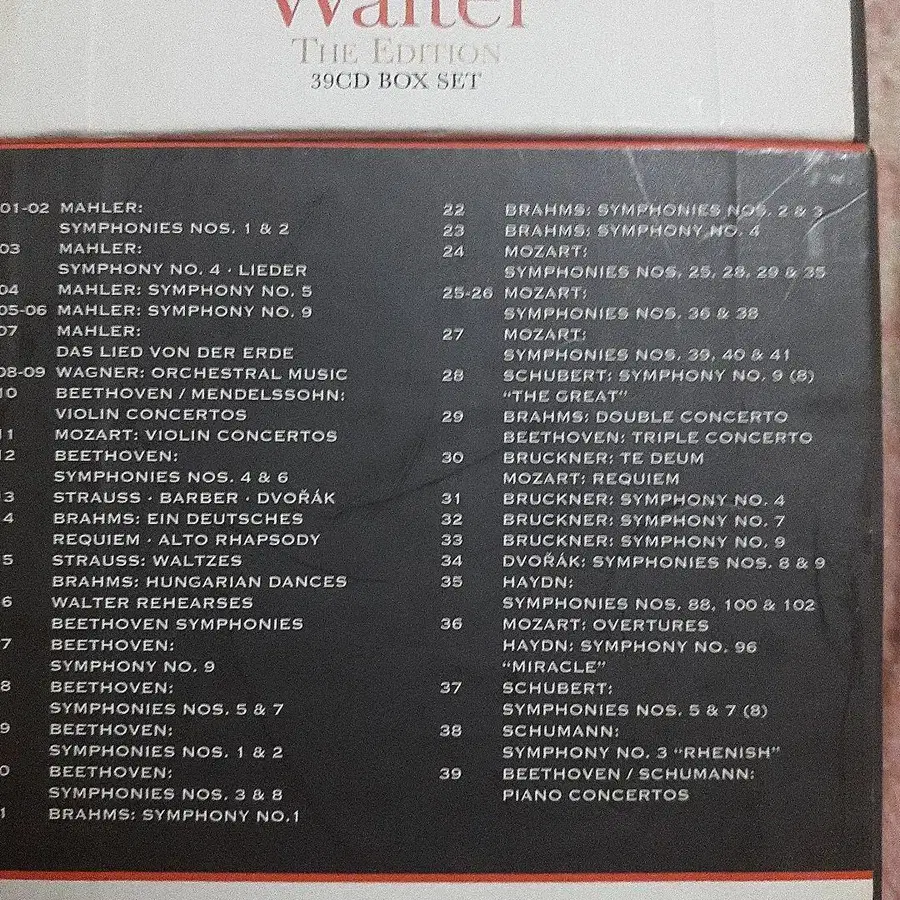 Walter
THE EDITION
39CD BOX SET
01-02 MAHLER:
SYMPHONIES NOS. 1 & 2
03 MAHLER:
SYMPHONY NO. 4 · LIEDER
04 MAHLER: SYMPHONY NO. 5
05-06 MAHLER: SYMPHONY NO. 9
07 MAHLER:
DAS LIED VON DER ERDE
08-09 WAGNER: ORCHESTRAL MUSIC
10 BEETHOVEN / MENDELSSOHN:
VIOLIN CONCERTOS
11 MOZART: VIOLIN CONCERTOS
12 BEETHOVEN:
SYMPHONIES NOS. 4 & 6
3 STRAUSS · BARBER · DVOŘÁK
4 BRAHMS: EIN DEUTSCHES
REQUIEM · ALTO RHAPSODY
5 STRAUSS: WALTZES
BRAHMS: HUNGARIAN DANCES
6 WALTER REHEARSES
BEETHOVEN SYMPHONIES
7 BEETHOVEN:
SYMPHONY NO. 9
8 BEETHOVEN:
SYMPHONIES NOS. 5 & 7
9 BEETHOVEN:
SYMPHONIES NOS. 1 & 2
0 BEETHOVEN:
SYMPHONIES NOS. 3 & 8
1 BRAHMS: SYMPHONY NO.1
22 BRAHMS: SYMPHONIES NOS. 2 & 3
23 BRAHMS: SYMPHONY NO. 4
24 MOZART:
SYMPHONIES NOS. 25, 28, 29 & 35
25-26 MOZART:
SYMPHONIES NOS. 36 & 38
27 MOZART:
SYMPHONIES NOS. 39, 40 & 41
28 SCHUBERT: SYMPHONY NO. 9 (8)
“THE GREAT”
29 BRAHMS: DOUBLE CONCERTO
BEETHOVEN: TRIPLE CONCERTO
30 BRUCKNER: TE DEUM
MOZART: REQUIEM
31 BRUCKNER: SYMPHONY NO. 4
32 BRUCKNER: SYMPHONY NO. 7
33 BRUCKNER: SYMPHONY NO. 9
34 DVOŘÁK: SYMPHONIES NOS. 8 & 9
35 HAYDN:
SYMPHONIES NOS. 88, 100 & 102
36 MOZART: OVERTURES
HAYDN: SYMPHONY NO. 96
“MIRACLE”
37 SCHUBERT:
SYMPHONIES NOS. 5 & 7 (8)
38 SCHUMANN:
SYMPHONY NO. 3 “RHENISH”
39 BEETHOVEN / SCHUMANN:
PIANO CONCERTOS